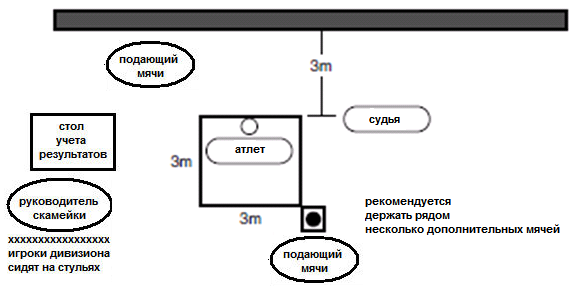 подающий
мячи
3m
судья
стол
учета
результатов
атлет
3m
руководитель
скамейки
xxxxxxxxxxxxxxxxx
игроки дивизиона
сидят на стульях
3m
рекомендуется
держать рядом
несколько дополнительных мячей
подающий
мячи